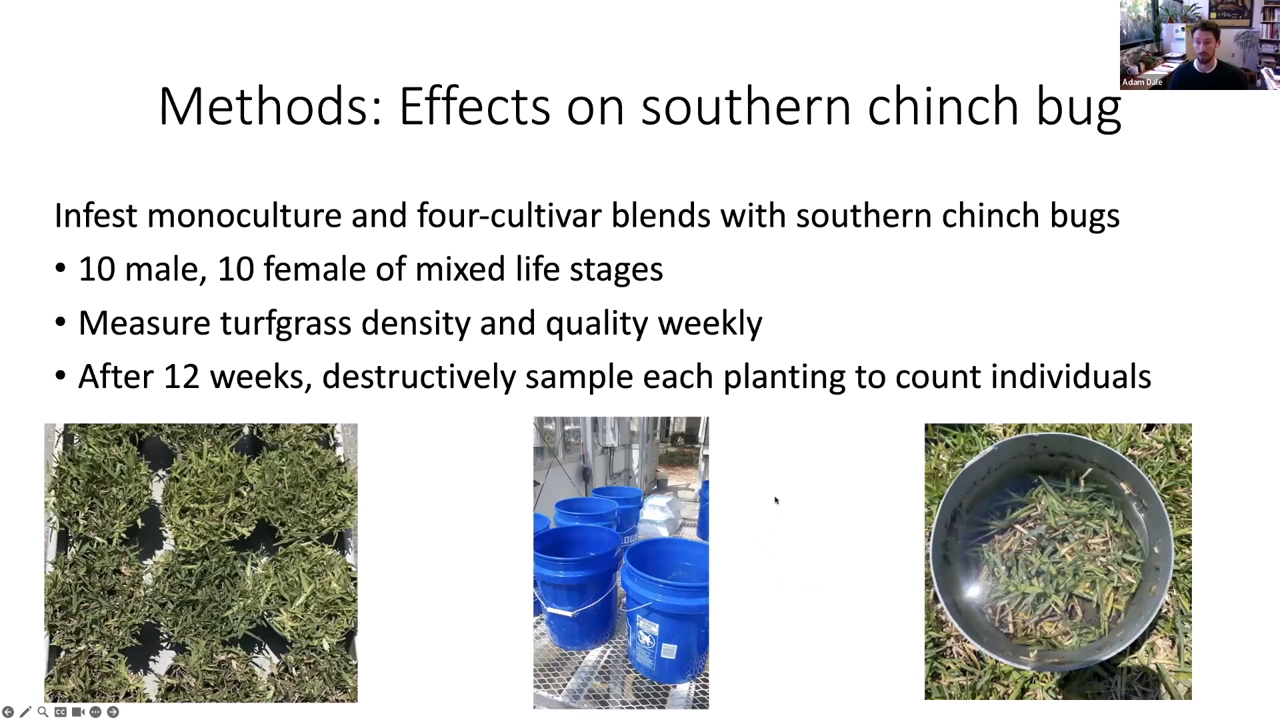 Adam Dale
Methods: Effects on southern chinch bug
Infest monoculture and four-cultivar blends with southern chinch bugs
• 10 male, 10 female of mixed life stages
• Measure turfgrass density and quality weekly
• After 12 weeks, destructively sample each planting to count individuals
CC